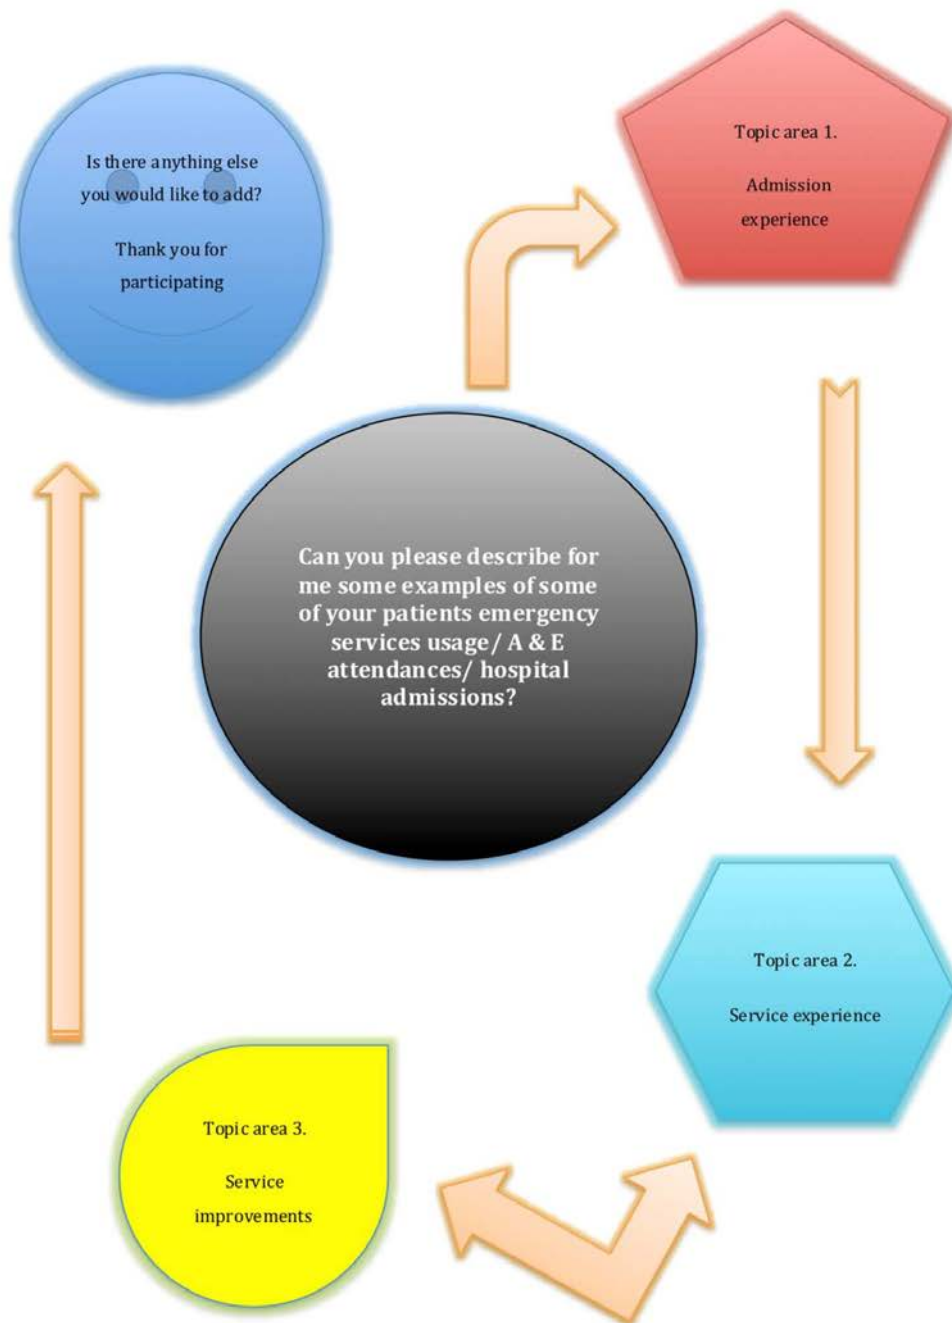 Is there anything else
you would like to add?
Thank you for
participating
Topic area 1.
Admission
experience
Can you please describe for
me some examples of some
of your patients emergency
services usage/ A & E
attendances/ hospital
admissions?
Topic area 2.
Service experience
Topic area 3.
Service
improvements